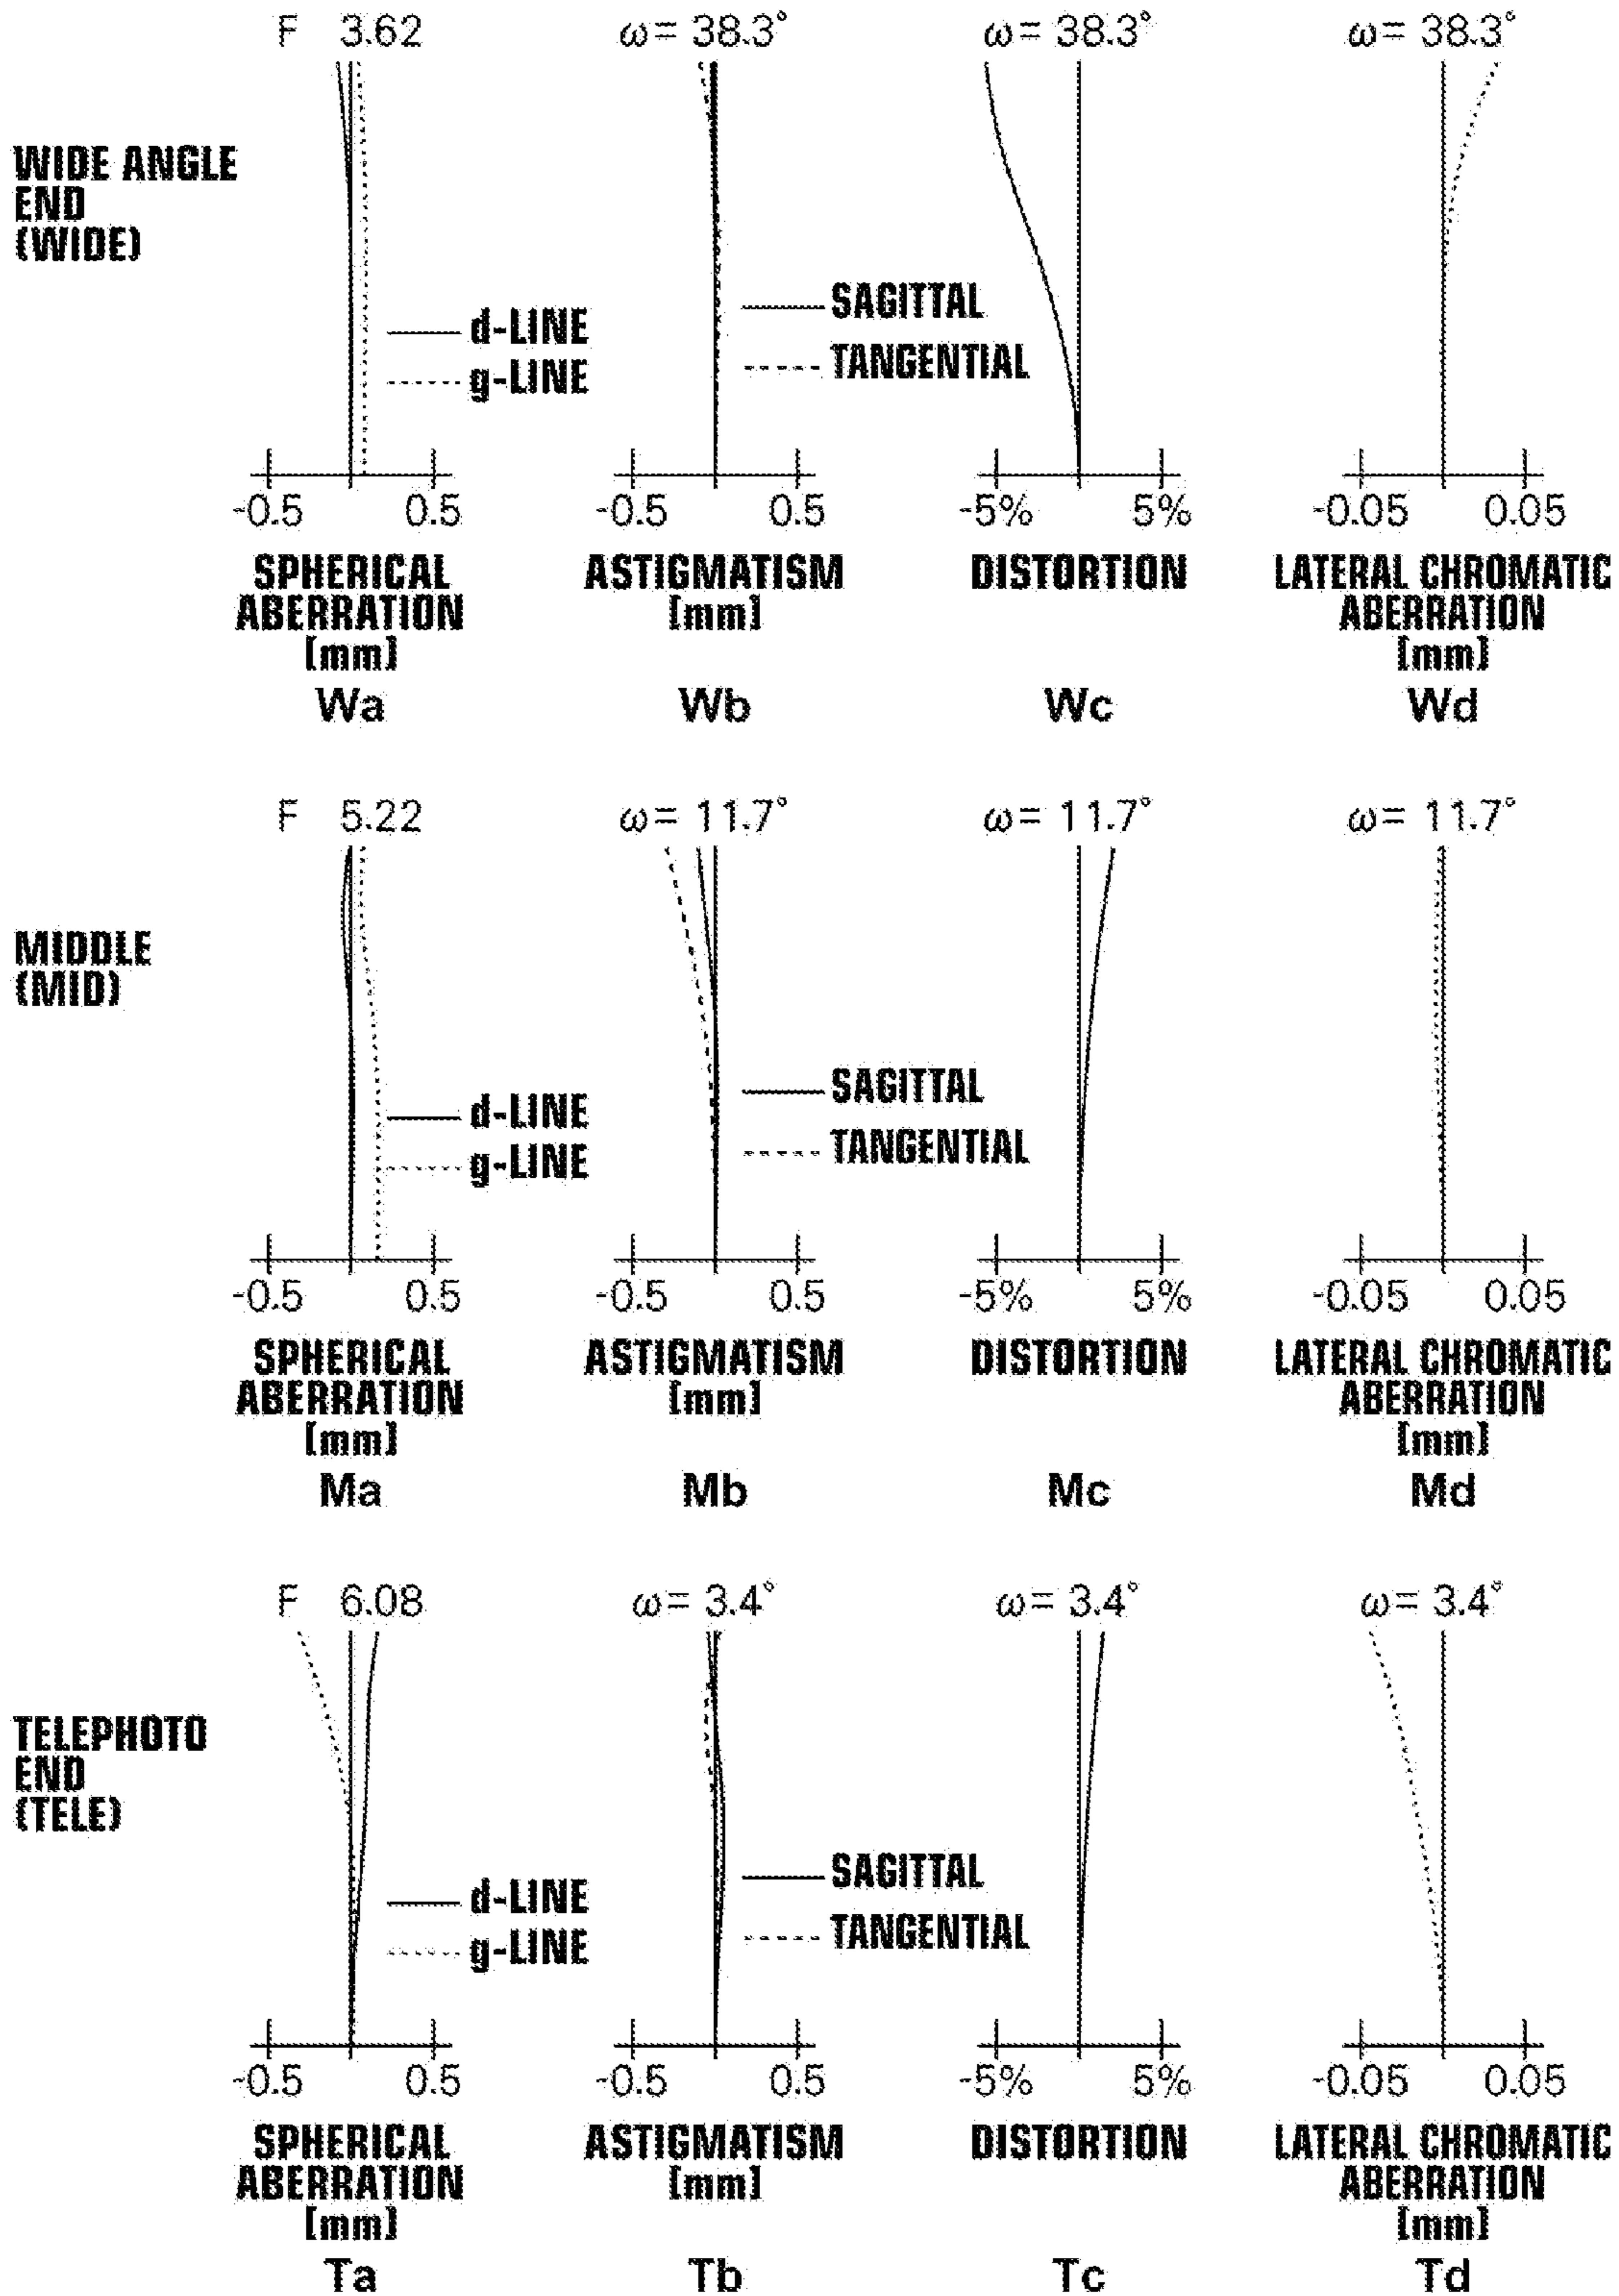 F 3.62
ω= 38.3°
ω= 38.3°
ω= 38.3°
WIDE ANGLE
END
(WIDE)
d-LINE
g-LINE
SAGITTAL
TANGENTIAL
-0.5 0.5
-0.5 0.5
-5% 5%
-0.05 0.05
SPHERICAL
ABERRATION
[mm]
ASTIGMATISM
[mm]
DISTORTION
LATERAL CHROMATIC
ABERRATION
[mm]
Wa
Wb
Wc
Wd
F 5.22
ω= 11.7°
ω= 11.7°
ω= 11.7°
MIDDLE
(MID)
d-LINE
g-LINE
SAGITTAL
TANGENTIAL
-0.5 0.5
-0.5 0.5
-5% 5%
-0.05 0.05
SPHERICAL
ABERRATION
[mm]
ASTIGMATISM
[mm]
DISTORTION
LATERAL CHROMATIC
ABERRATION
[mm]
Ma
Mb
Mc
Md
F 6.08
ω= 3.4°
ω= 3.4°
ω= 3.4°
TELEPHOTO
END
(TELE)
d-LINE
g-LINE
SAGITTAL
TANGENTIAL
-0.5 0.5
-0.5 0.5
-5% 5%
-0.05 0.05
SPHERICAL
ABERRATION
[mm]
ASTIGMATISM
[mm]
DISTORTION
LATERAL CHROMATIC
ABERRATION
[mm]
Ta
Tb
Tc
Td